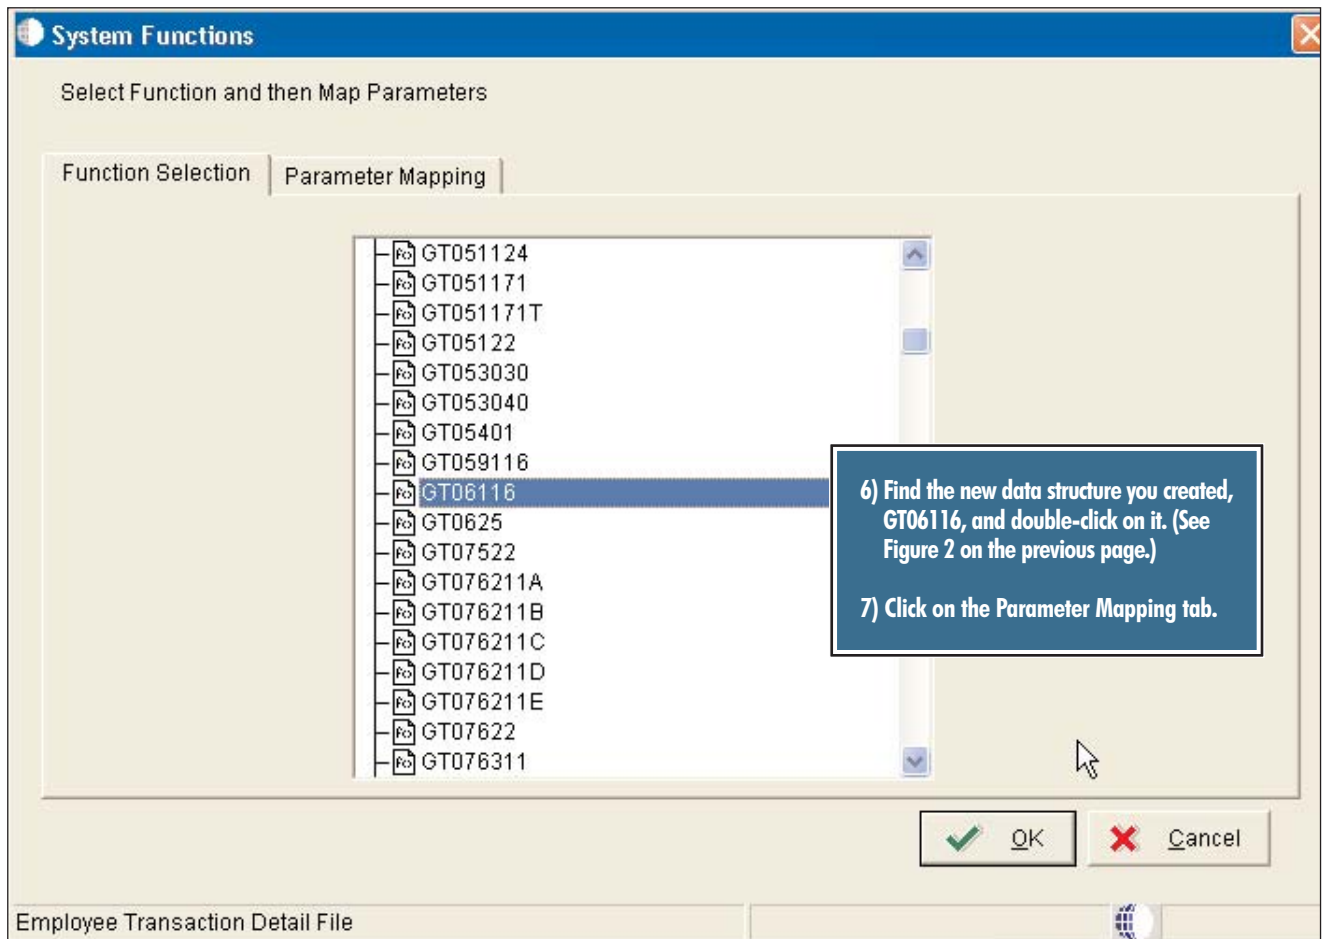 System Functions
Select Function and then Map Parameters
Function Selection
Parameter Mapping
GT051124
GT051171
GT051171T
GT05122
GT053030
GT053040
GT05401
GT059116
GT06116
GT0625
GT07522
GT076211A
GT076211B
GT076211C
GT076211D
GT076211E
GT07622
GT076311
6) Find the new data structure you created,
GT06116, and double-click on it. (See
Figure 2 on the previous page.)
7) Click on the Parameter Mapping tab.
OK
Cancel
Employee Transaction Detail File